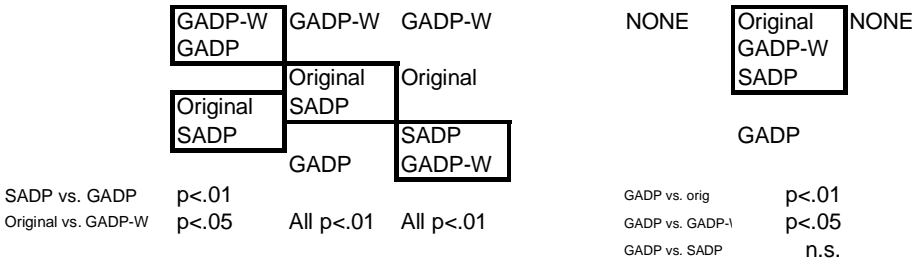 GADP-W GADP-W GADP-W NONE Original NONE
GADP GADP-W
Original Original SADP
Original SADP
SADP SADP GADP
GADP GADP-W
SADP vs. GADP p<.01 GADP vs. orig p<.01
Original vs. GADP-W p<.05 All p<.01 All p<.01 GADP vs. GADP-\ p<.05
GADP vs. SADP n.s.